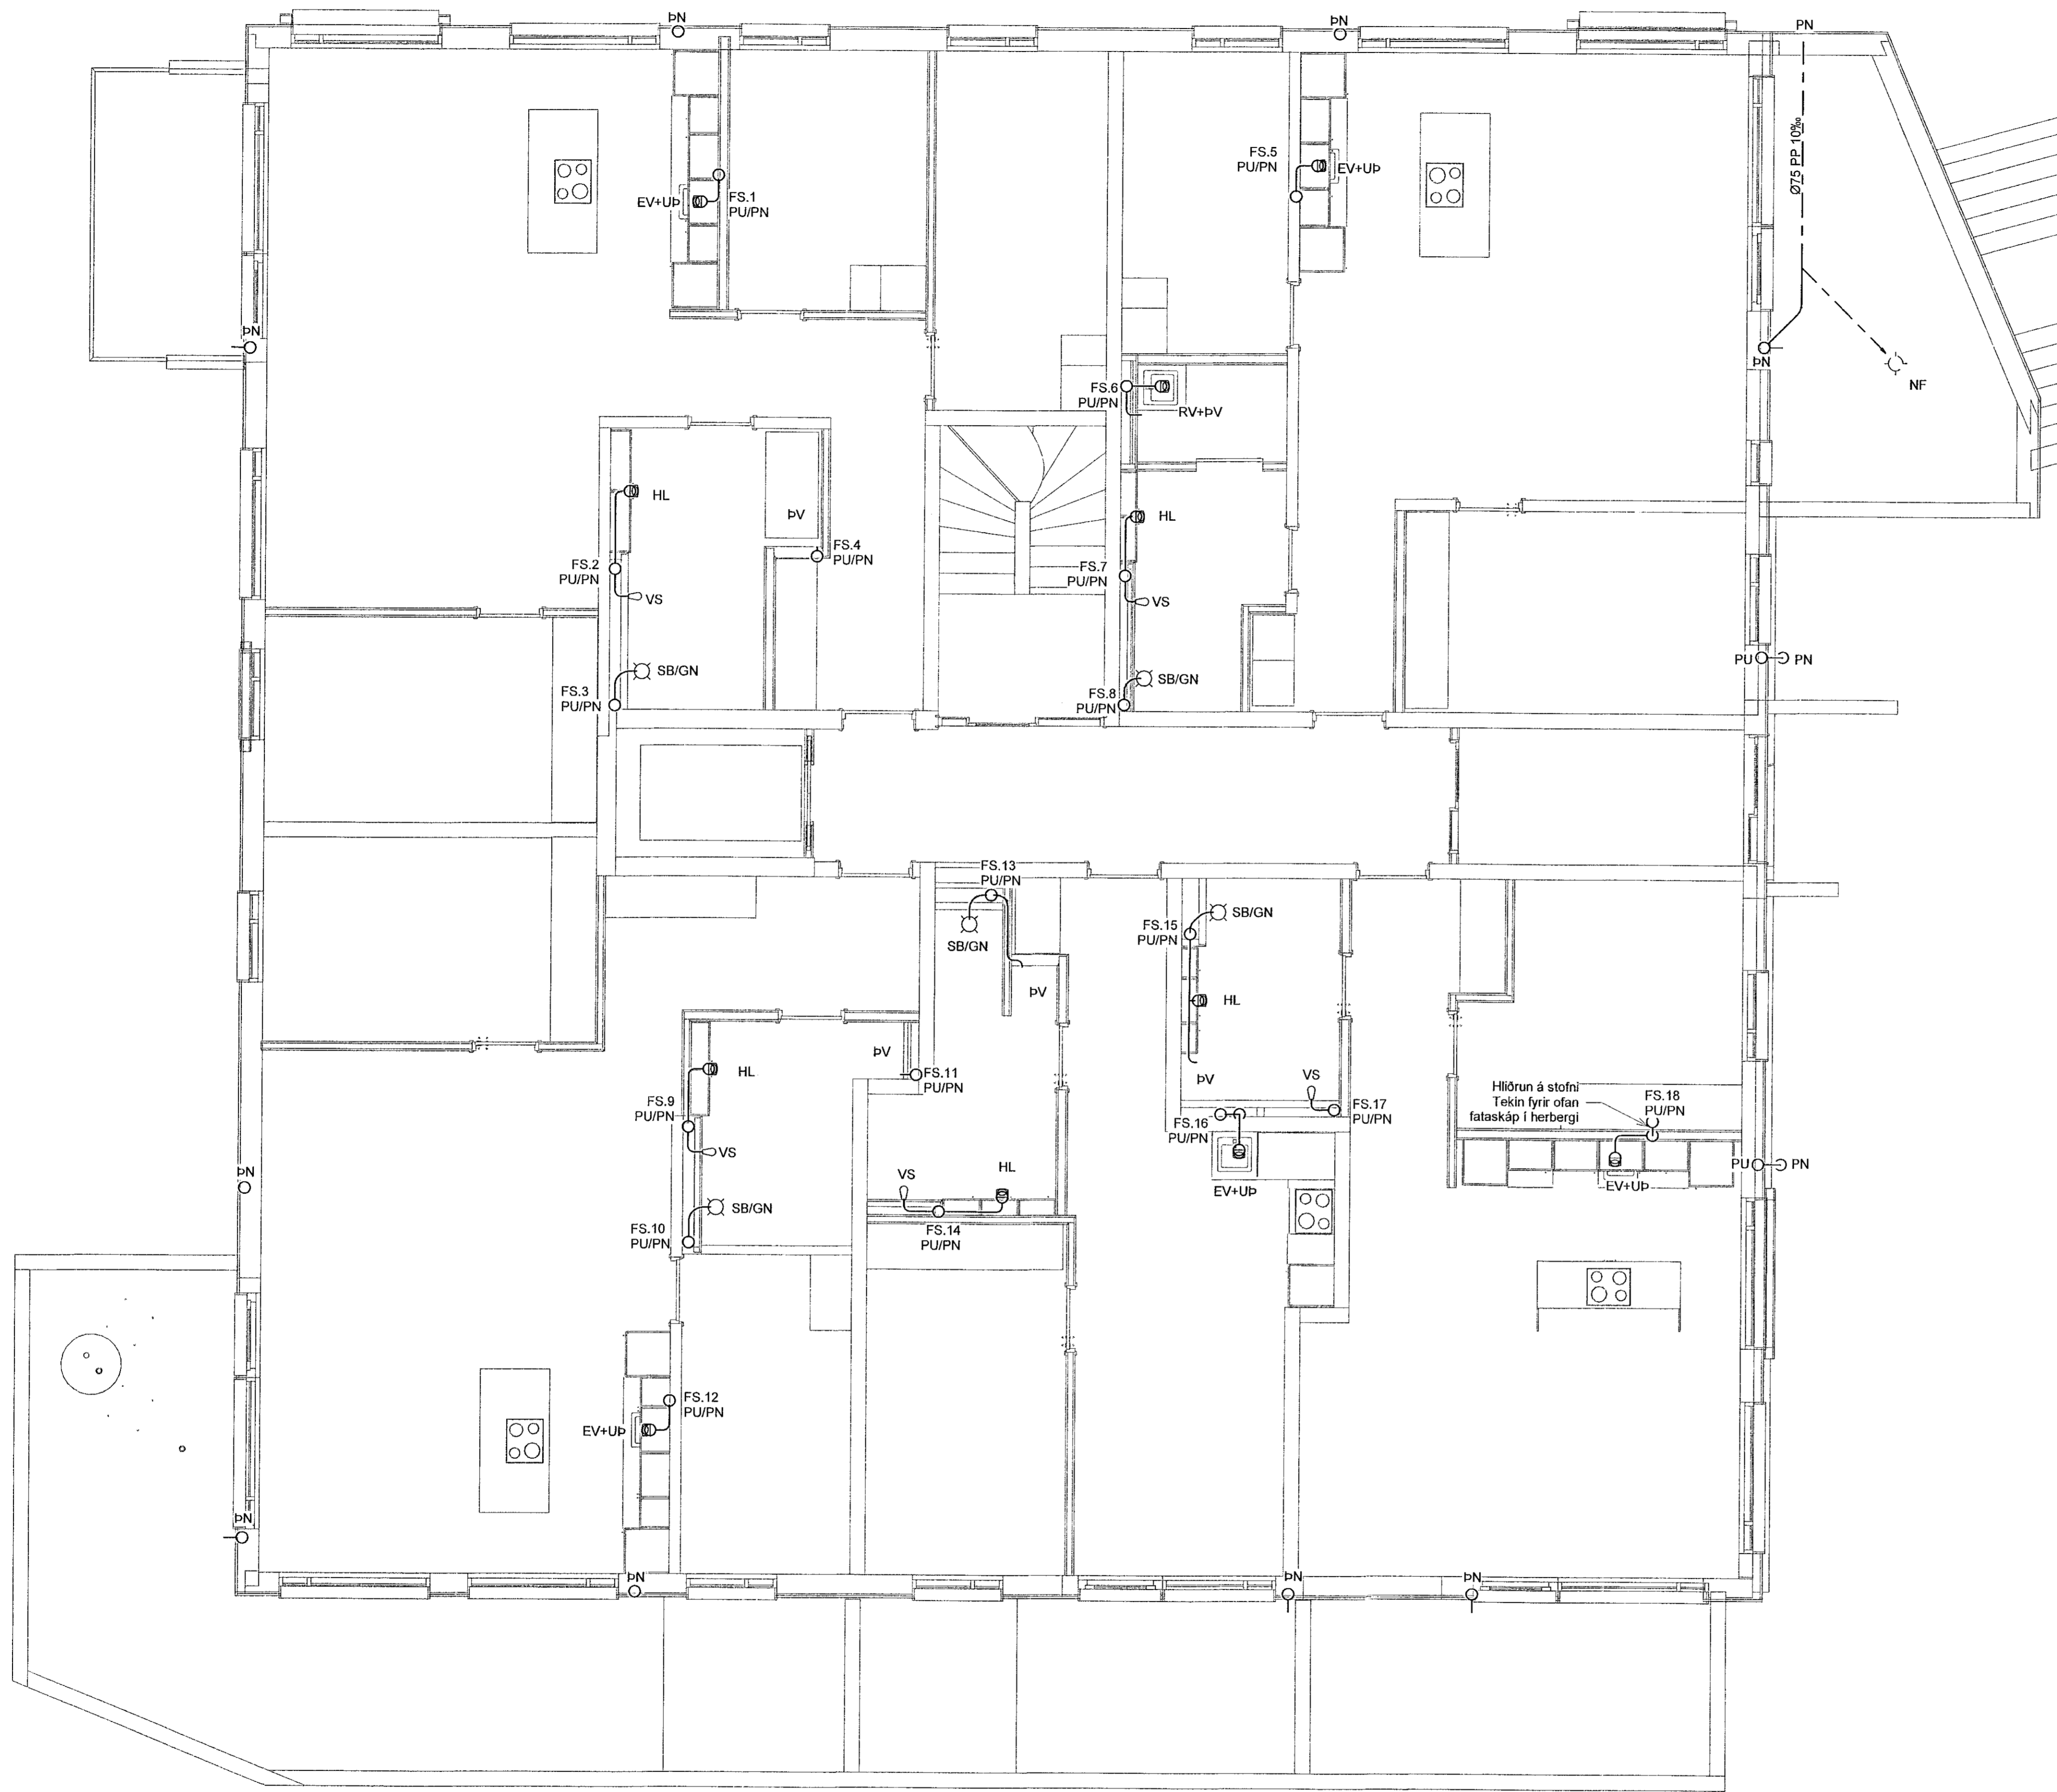 ÞN
ÞN
PN
Ø75 PP 10‰
FS.1
PU/PN
EV+UÞ
FS.5
PU/PN
EV+UÞ
ÞN
ÞN
NF
FS.6
PU/PN
RV+ÞV
HL
ÞV
FS.4
PU/PN
HL
FS.2
PU/PN
VS
FS.7
PU/PN
VS
FS.3
PU/PN
SB/GN
FS.8
PU/PN
SB/GN
PU
PN
FS.13
PU/PN
SB/GN
FS.15
PU/PN
SB/GN
ÞV
HL
ÞV
HL
FS.11
PU/PN
ÞV
VS
FS.9
PU/PN
VS
FS.16
PU/PN
FS.17
PU/PN
Hliðrun á stofni
Tekin fyrir ofan
fataskáp í herbergi
FS.18
PU/PN
ÞN
VS
HL
EV+UÞ
EV+UÞ
PU
PN
SB/GN
FS.10
PU/PN
FS.14
PU/PN
FS.12
PU/PN
EV+UÞ
ÞN
ÞN
ÞN
ÞN